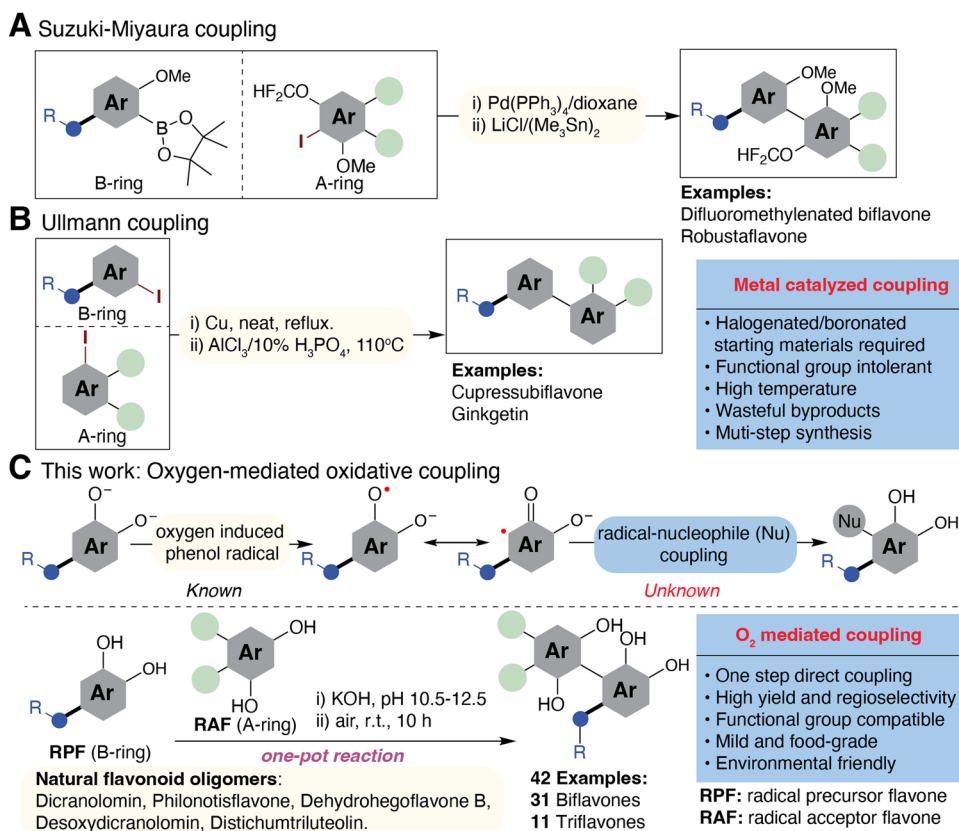 A Suzuki-Miyaura coupling
OMe
R
Ar
B
O
O
B-ring
HF₂CO
Ar
I
OMe
A-ring
i) Pd(PPh₃)₄/dioxane
ii) LiCl/(Me₃Sn)₂
OMe
OMe
R
Ar
Ar
HF₂CO
Examples:
Difluoromethylenated biflavone
Robustaflavone
B Ullmann coupling
R
Ar
I
B-ring
I
Ar
A-ring
i) Cu, neat, reflux.
ii) AlCl₃/10% H₃PO₄, 110°C
R
Ar
Ar
Examples:
Cupressubiflavone
Ginkgetin
Metal catalyzed coupling
• Halogenated/boronated
starting materials required
• Functional group intolerant
• High temperature
• Wasteful byproducts
• Muti-step synthesis
C This work: Oxygen-mediated oxidative coupling
O⁻
O⁻
Ar
R
oxygen induced
phenol radical
Known
O•
O⁻
Ar
R
O
•
O⁻
Ar
R
radical-nucleophile (Nu)
coupling
Unknown
OH
Nu
OH
Ar
R
OH
OH
Ar
R
RPF (B-ring)
OH
Ar
HO
RAF (A-ring)
i) KOH, pH 10.5-12.5
ii) air, r.t., 10 h
one-pot reaction
OH
OH
OH
Ar
Ar
HO
R
Natural flavonoid oligomers:
Dicranolomin, Philonotisflavone, Dehydrohegoflavone B,
Desoxydicranolomin, Distichumtriluteolin.
42 Examples:
31 Biflavones
11 Triflavones
O₂ mediated coupling
• One step direct coupling
• High yield and regioselectivity
• Functional group compatible
• Mild and food-grade
• Environmental friendly
RPF: radical precursor flavone
RAF: radical acceptor flavone